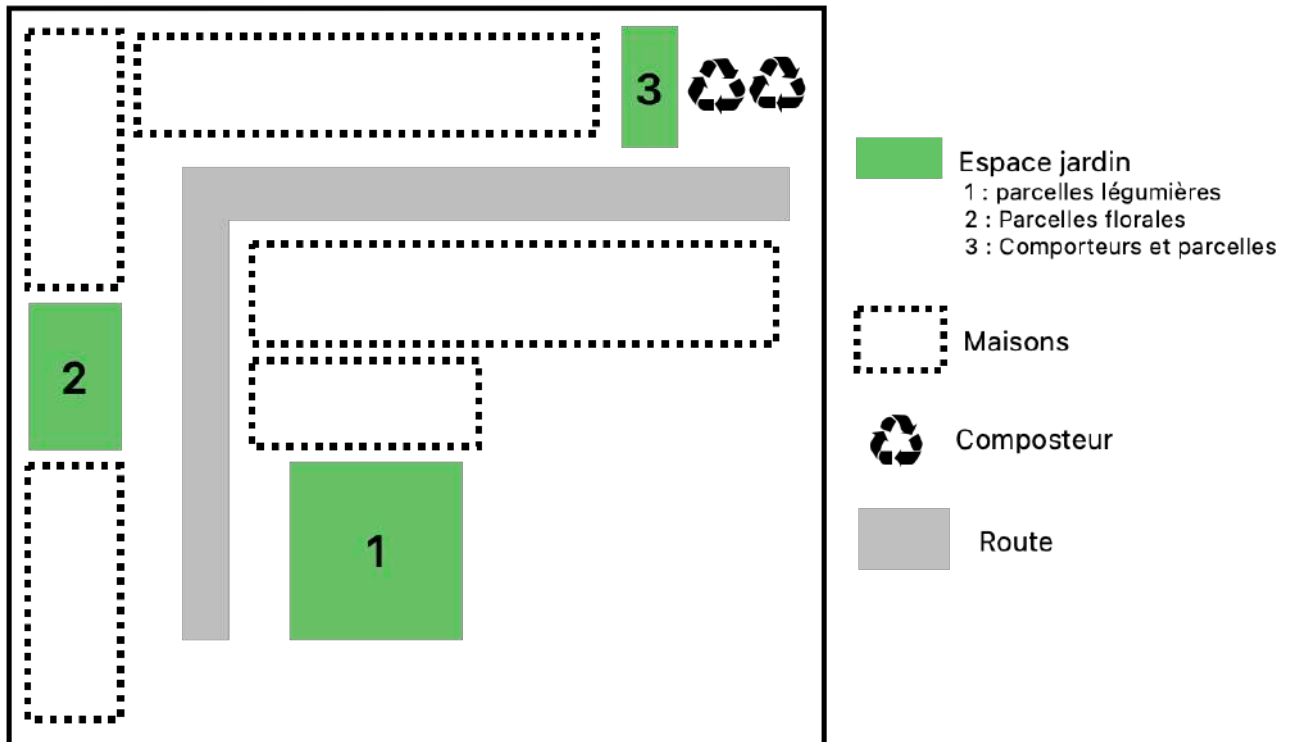 3
2
1
Espace jardin
1 : parcelles légumières
2 : Parcelles florales
3 : Comporteurs et parcelles
Maisons
Composteur
Route